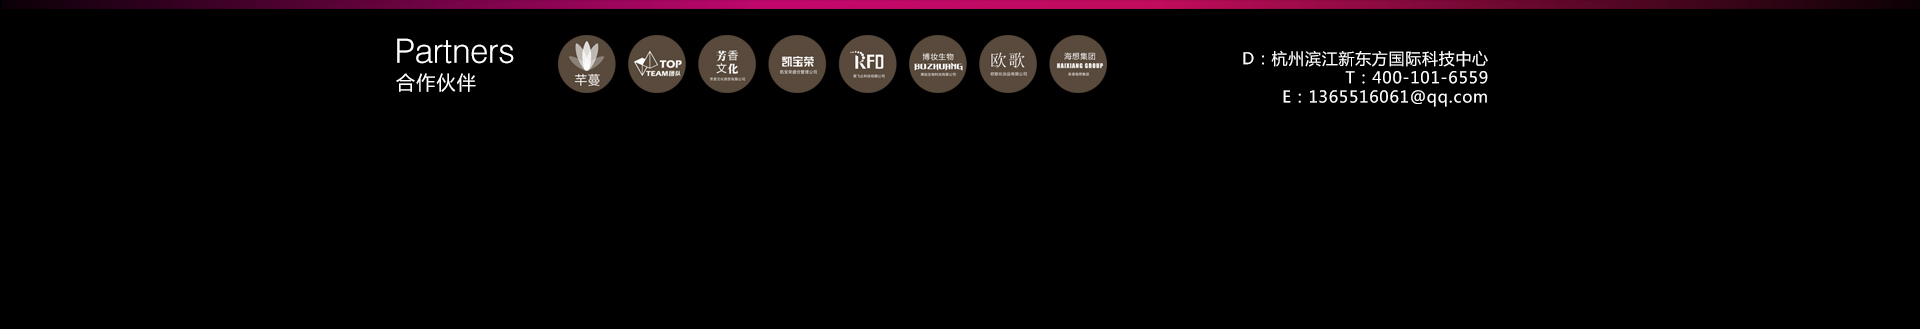 Partners
合作伙伴
芊蔓
TOP
TEAM团队
芳香
文化
凯宝荣
RFD
博妆生物
BUZHUANG
欧歌
海想集团
HAIXIANG GROUP
D：杭州滨江新东方国际科技中心
T：400-101-6559
E：1365516061@qq.com